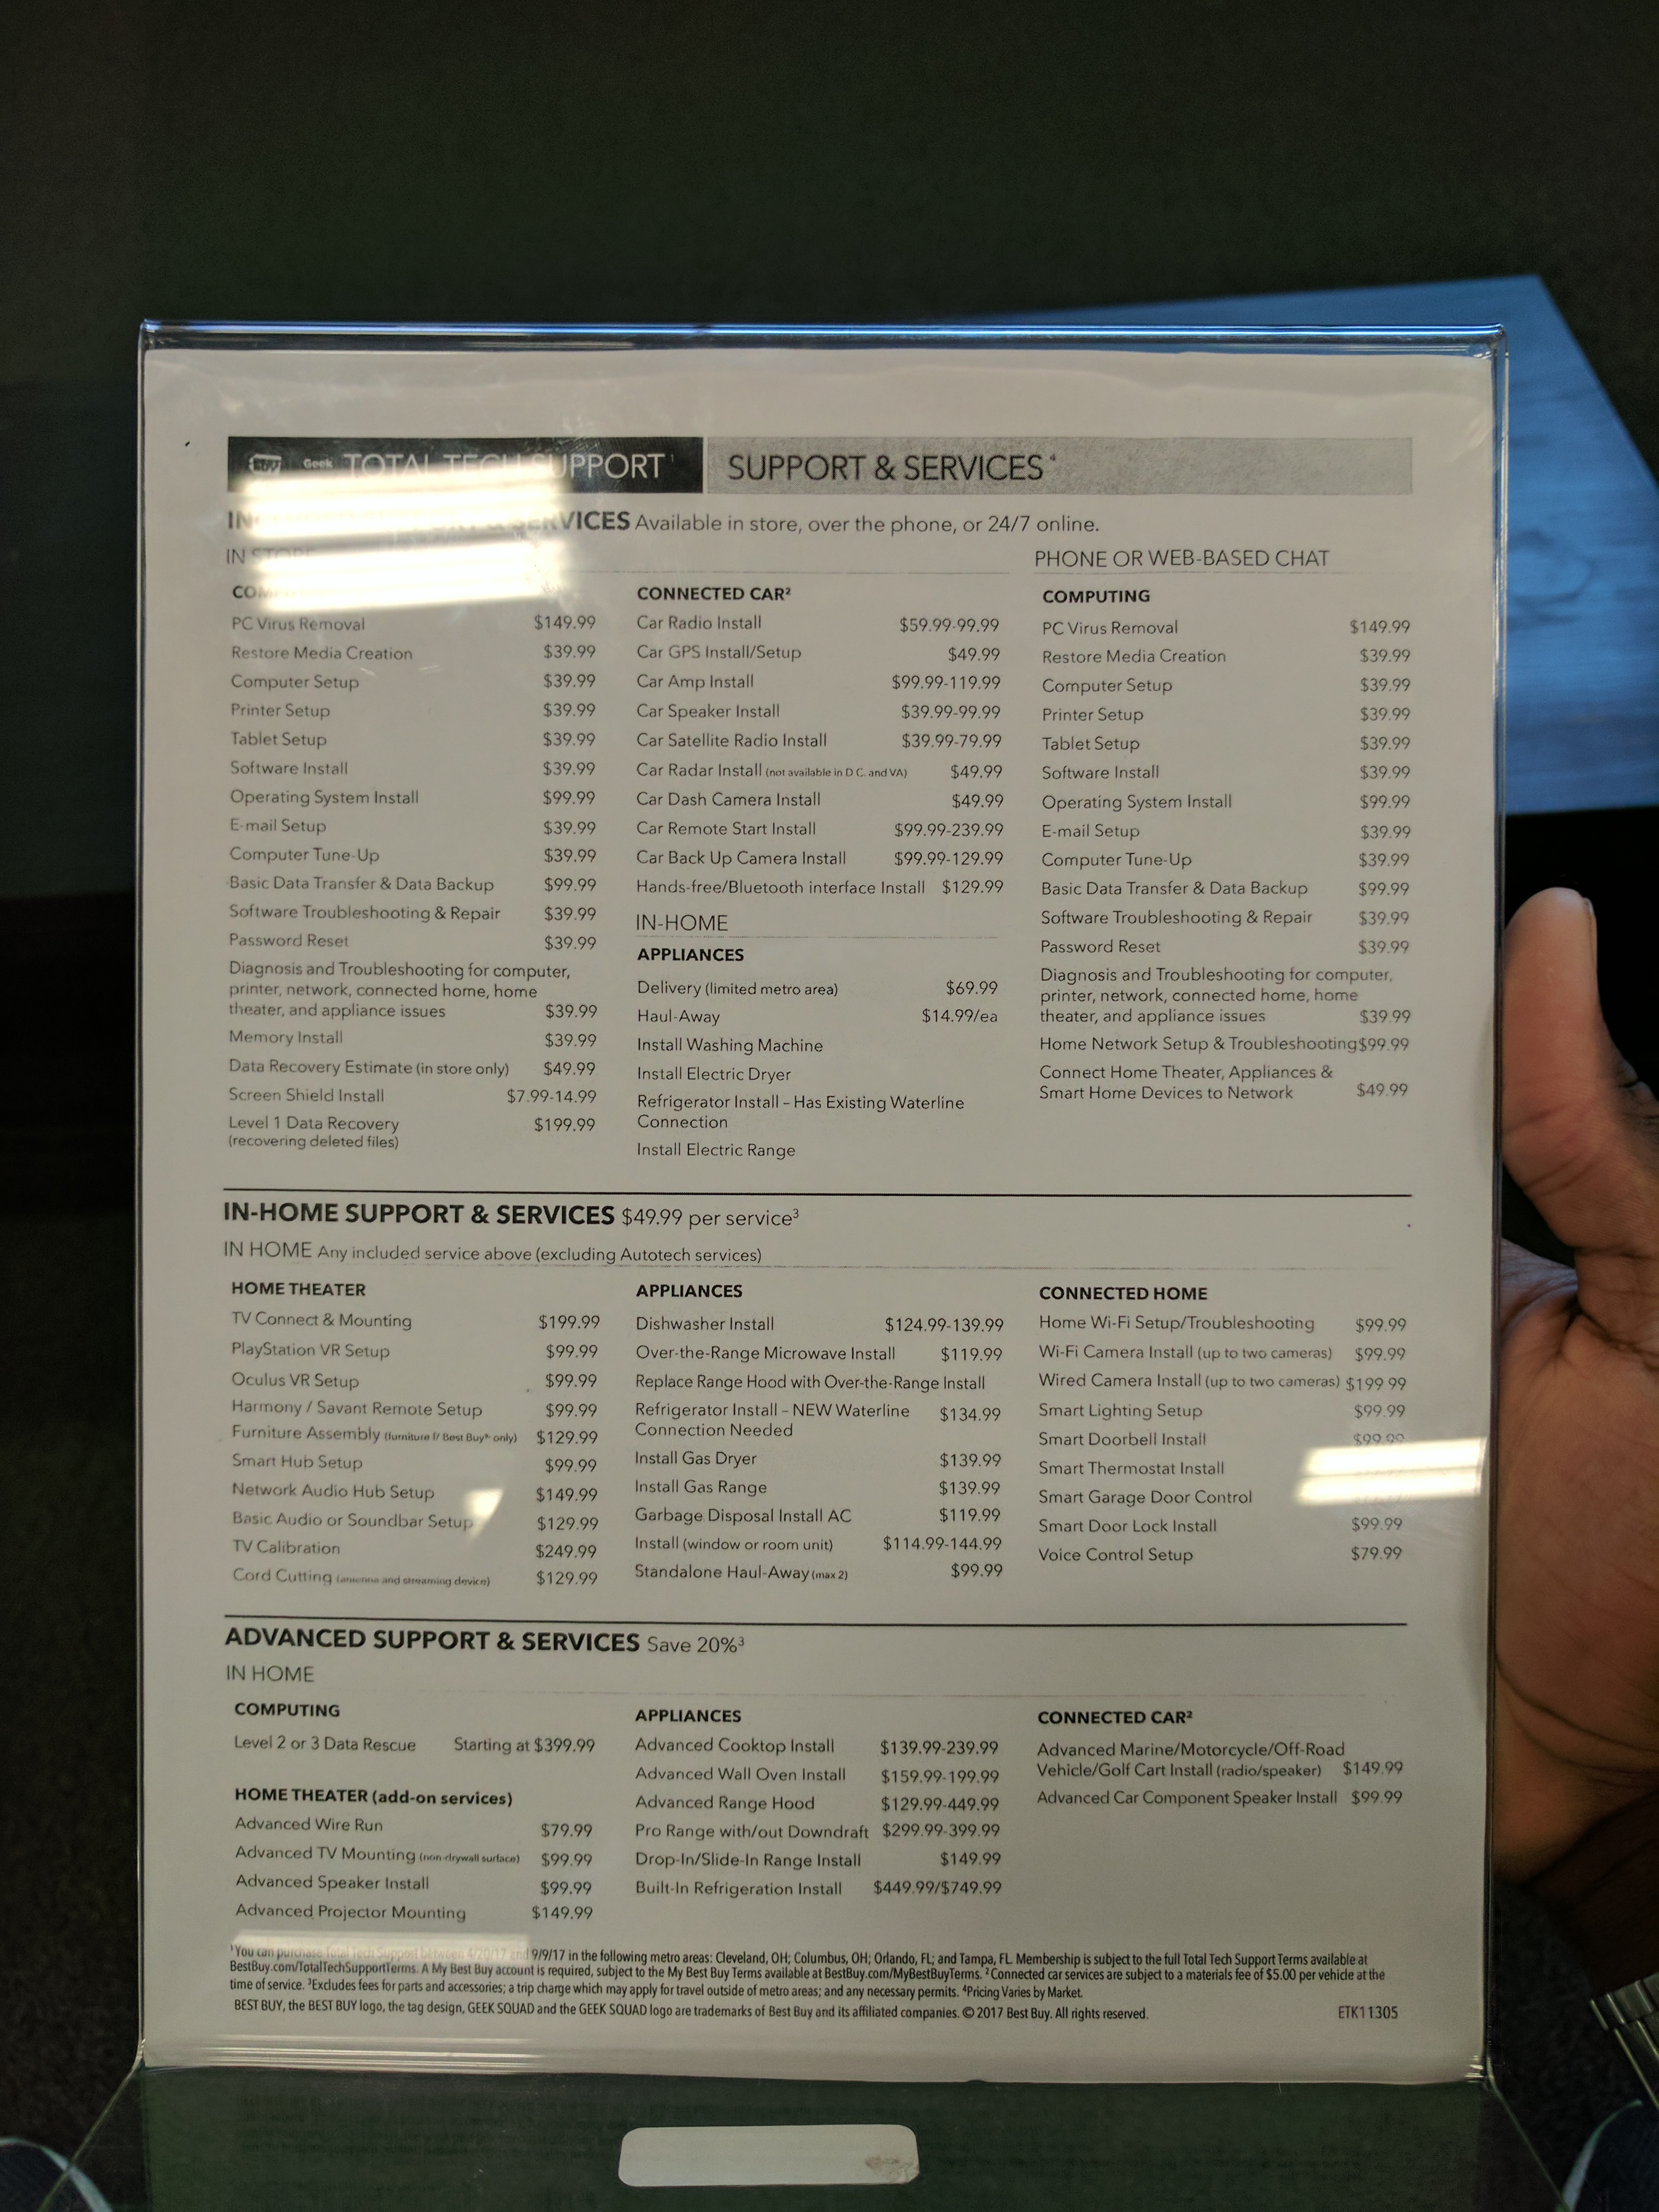 Geek TOTAL TECH SUPPORT¹
SUPPORT & SERVICES⁴
SERVICES Available in store, over the phone, or 24/7 online.
IN STORE
PC Virus Removal $149.99
Restore Media Creation $39.99
Computer Setup $39.99
Printer Setup $39.99
Tablet Setup $39.99
Software Install $39.99
Operating System Install $99.99
E-mail Setup $39.99
Computer Tune-Up $39.99
Basic Data Transfer & Data Backup $99.99
Software Troubleshooting & Repair $39.99
Password Reset $39.99
Diagnosis and Troubleshooting for computer,
printer, network, connected home, home
theater, and appliance issues $39.99
Memory Install $39.99
Data Recovery Estimate (in store only) $49.99
Screen Shield Install $7.99-14.99
Level 1 Data Recovery $199.99
(recovering deleted files)
CONNECTED CAR²
Car Radio Install $59.99-99.99
Car GPS Install/Setup $49.99
Car Amp Install $99.99-119.99
Car Speaker Install $39.99-99.99
Car Satellite Radio Install $39.99-79.99
Car Radar Install (not available in D.C. and VA) $49.99
Car Dash Camera Install $49.99
Car Remote Start Install $99.99-239.99
Car Back Up Camera Install $99.99-129.99
Hands-free/Bluetooth interface Install $129.99
IN-HOME
APPLIANCES
Delivery (limited metro area) $69.99
Haul-Away $14.99/ea
Install Washing Machine
Install Electric Dryer
Refrigerator Install – Has Existing Waterline
Connection
Install Electric Range
PHONE OR WEB-BASED CHAT
COMPUTING
PC Virus Removal $149.99
Restore Media Creation $39.99
Computer Setup $39.99
Printer Setup $39.99
Tablet Setup $39.99
Software Install $39.99
Operating System Install $99.99
E-mail Setup $39.99
Computer Tune-Up $39.99
Basic Data Transfer & Data Backup $99.99
Software Troubleshooting & Repair $39.99
Password Reset $39.99
Diagnosis and Troubleshooting for computer,
printer, network, connected home, home
theater, and appliance issues $39.99
Home Network Setup & Troubleshooting $99.99
Connect Home Theater, Appliances &
Smart Home Devices to Network $49.99
IN-HOME SUPPORT & SERVICES $49.99 per service³
IN HOME Any included service above (excluding Autotech services)
HOME THEATER
TV Connect & Mounting $199.99
PlayStation VR Setup $99.99
Oculus VR Setup $99.99
Harmony / Savant Remote Setup $99.99
Furniture Assembly (furniture f/ Best Buy® only) $129.99
Smart Hub Setup $99.99
Network Audio Hub Setup $149.99
Basic Audio or Soundbar Setup $129.99
TV Calibration $249.99
Cord Cutting (antenna and streaming device) $129.99
APPLIANCES
Dishwasher Install $124.99-139.99
Over-the-Range Microwave Install $119.99
Replace Range Hood with Over-the-Range Install
Refrigerator Install – NEW Waterline $134.99
Connection Needed
Install Gas Dryer $139.99
Install Gas Range $139.99
Garbage Disposal Install AC $119.99
Install (window or room unit) $114.99-144.99
Standalone Haul-Away (max 2) $99.99
CONNECTED HOME
Home Wi-Fi Setup/Troubleshooting $99.99
Wi-Fi Camera Install (up to two cameras) $99.99
Wired Camera Install (up to two cameras) $199.99
Smart Lighting Setup $99.99
Smart Doorbell Install $99.99
Smart Thermostat Install
Smart Garage Door Control
Smart Door Lock Install $99.99
Voice Control Setup $79.99
ADVANCED SUPPORT & SERVICES Save 20%³
IN HOME
COMPUTING
Level 2 or 3 Data Rescue Starting at $399.99
HOME THEATER (add-on services)
Advanced Wire Run $79.99
Advanced TV Mounting (non-drywall surface) $99.99
Advanced Speaker Install $99.99
Advanced Projector Mounting $149.99
APPLIANCES
Advanced Cooktop Install $139.99-239.99
Advanced Wall Oven Install $159.99-199.99
Advanced Range Hood $129.99-449.99
Pro Range with/out Downdraft $299.99-399.99
Drop-In/Slide-In Range Install $149.99
Built-In Refrigeration Install $449.99/$749.99
CONNECTED CAR²
Advanced Marine/Motorcycle/Off-Road
Vehicle/Golf Cart Install (radio/speaker) $149.99
Advanced Car Component Speaker Install $99.99
¹You can purchase Total Tech Support between 4/20/17 and 9/9/17 in the following metro areas: Cleveland, OH; Columbus, OH; Orlando, FL; and Tampa, FL. Membership is subject to the full Total Tech Support Terms available at
BestBuy.com/TotalTechSupportTerms. A My Best Buy account is required, subject to the My Best Buy Terms available at BestBuy.com/MyBestBuyTerms. ²Connected car services are subject to a materials fee of $5.00 per vehicle at the
time of service. ³Excludes fees for parts and accessories; a trip charge which may apply for travel outside of metro areas; and any necessary permits. ⁴Pricing Varies by Market.
BEST BUY, the BEST BUY logo, the tag design, GEEK SQUAD and the GEEK SQUAD logo are trademarks of Best Buy and its affiliated companies. © 2017 Best Buy. All rights reserved. ETK11305